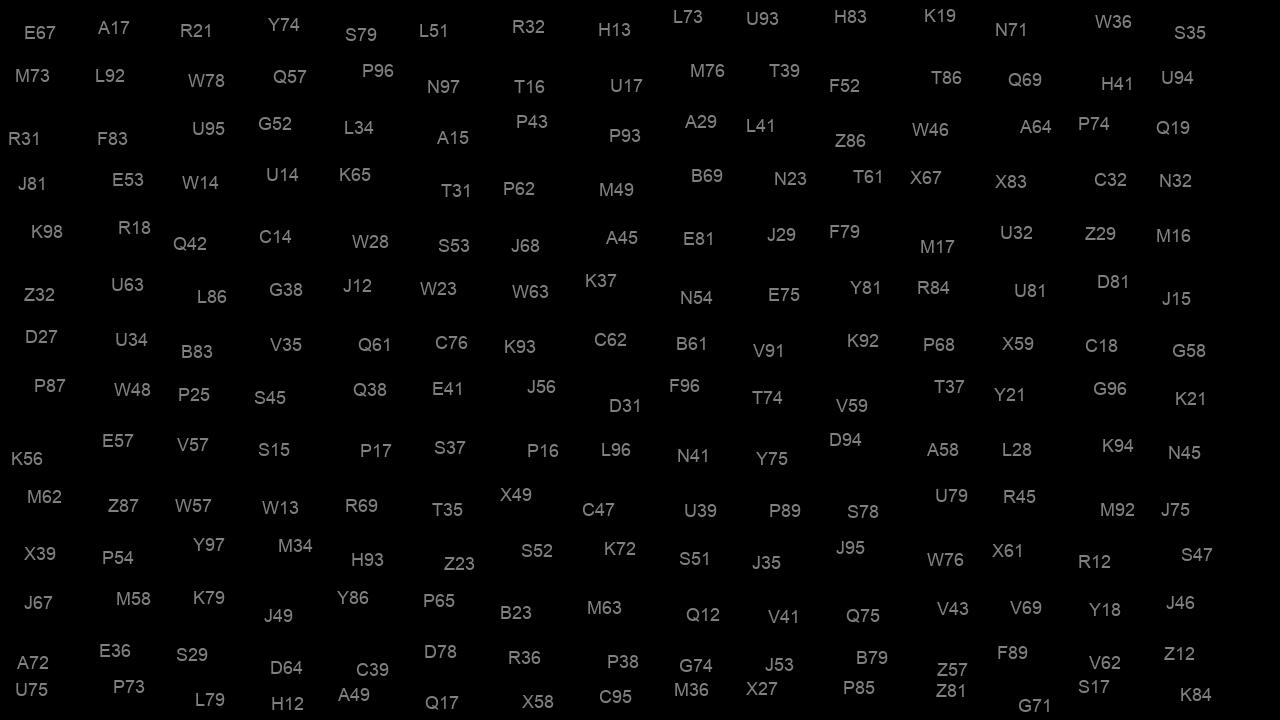 E67 A17 R21 Y74 S79 L51 R32 H13 L73 U93 H83 K19 N71 W36 S35
M73 L92 W78 Q57 P96 N97 T16 U17 M76 T39 F52 T86 Q69 H41 U94
R31 F83 U95 G52 L34 A15 P43 P93 A29 L41 Z86 W46 A64 P74 Q19
J81 E53 W14 U14 K65 T31 P62 M49 B69 N23 T61 X67 X83 C32 N32
K98 R18 Q42 C14 W28 S53 J68 A45 E81 J29 F79 M17 U32 Z29 M16
Z32 U63 L86 G38 J12 W23 W63 K37 N54 E75 Y81 R84 U81 D81 J15
D27 U34 B83 V35 Q61 C76 K93 C62 B61 V91 K92 P68 X59 C18 G58
P87 W48 P25 S45 Q38 E41 J56 D31 F96 T74 V59 T37 Y21 G96 K21
K56 E57 V57 S15 P17 S37 P16 L96 N41 Y75 D94 A58 L28 K94 N45
M62 Z87 W57 W13 R69 T35 X49 C47 U39 P89 S78 U79 R45 M92 J75
X39 P54 Y97 M34 H93 Z23 S52 K72 S51 J35 J95 W76 X61 R12 S47
J67 M58 K79 J49 Y86 P65 B23 M63 Q12 V41 Q75 V43 V69 Y18 J46
A72 E36 S29 D64 C39 D78 R36 P38 G74 J53 B79 Z57 F89 V62 Z12
U75 P73 L79 H12 A49 Q17 X58 C95 M36 X27 P85 Z81 G71 S17 K84